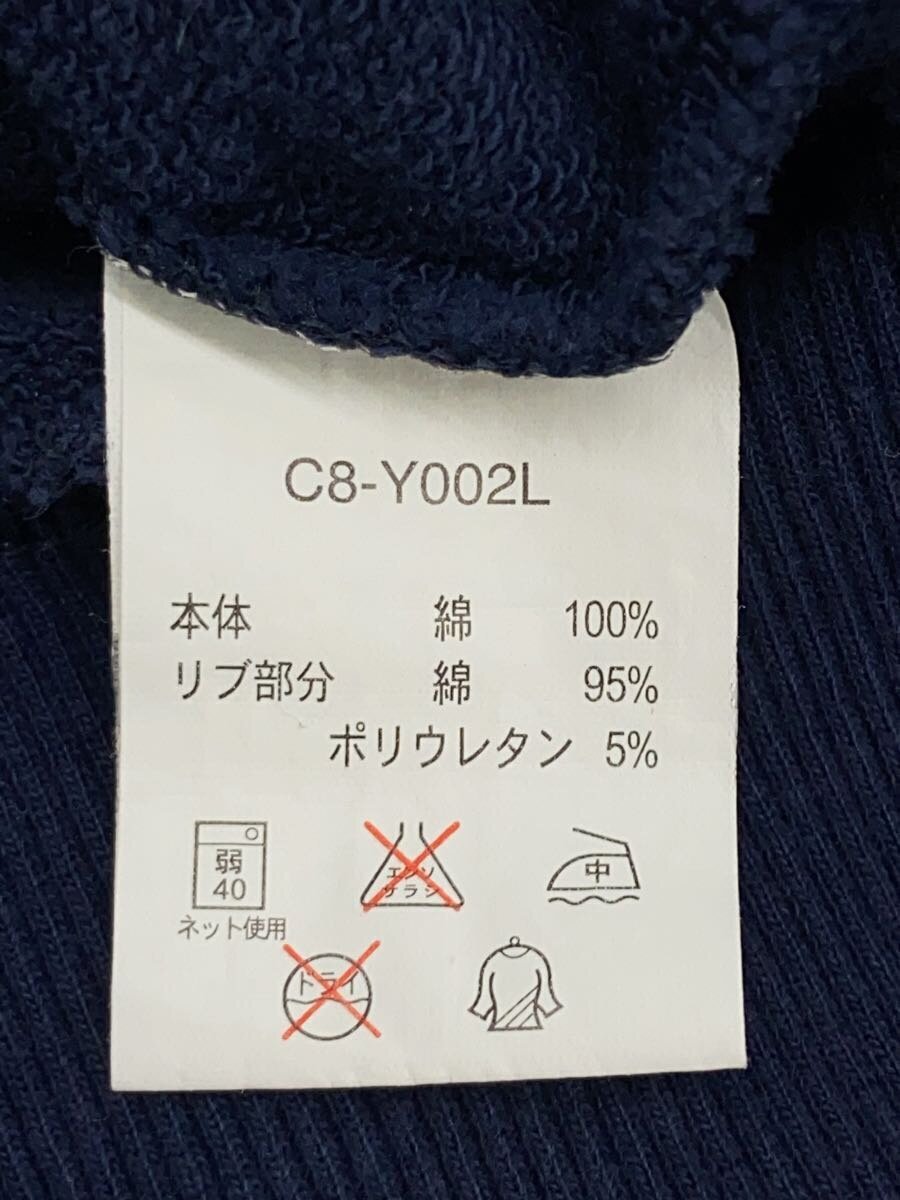 C8-Y002L
本体 綿 100%
リブ部分 綿 95%
ポリウレタン 5%
弱
40
ネット使用
エンソ
サラシ
中
ドライ